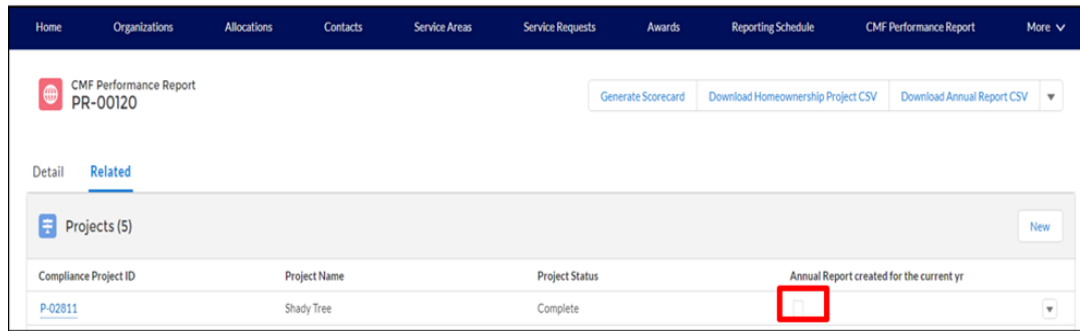 Home Organizations Allocations Contacts Service Areas Service Requests Awards Reporting Schedule CMF Performance Report More
CMF Performance Report
PR-00120
Generate Scorecard Download Homeownership Project CSV Download Annual Report CSV
Detail Related
Projects (5)
New
Compliance Project ID Project Name Project Status Annual Report created for the current yr
P-02811 Shady Tree Complete